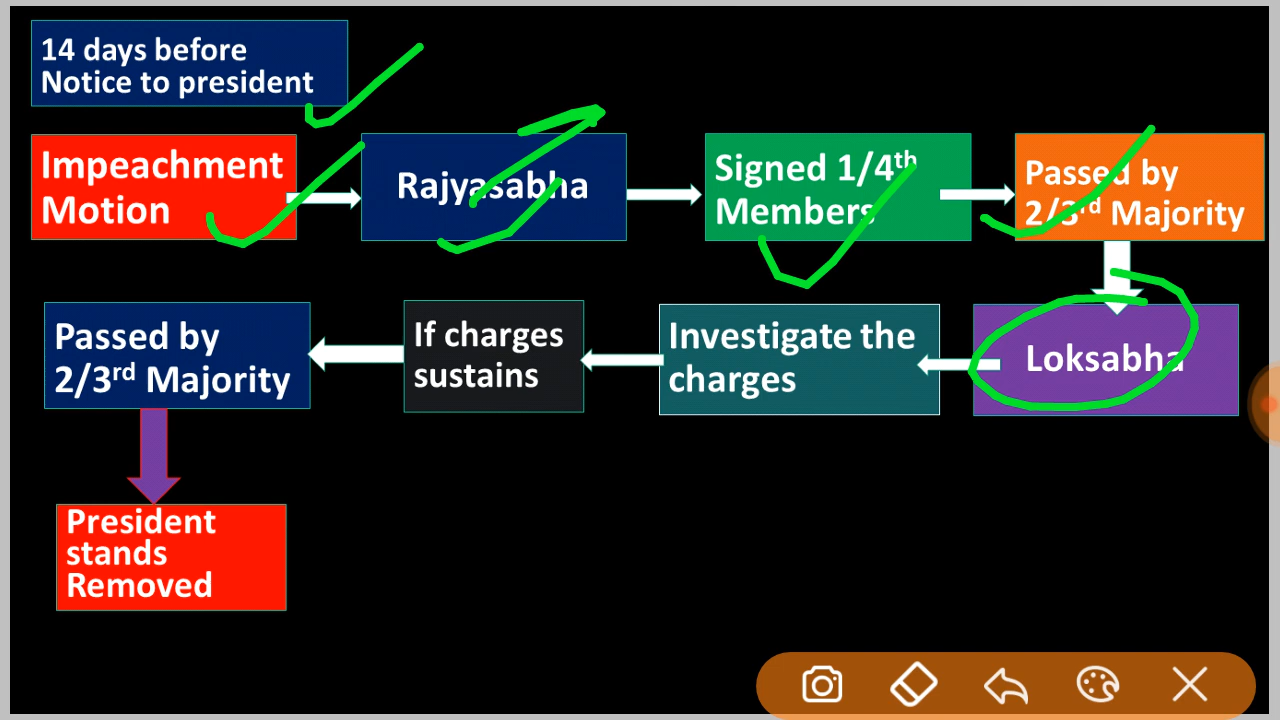 14 days before
Notice to president
Impeachment
Motion
Rajyasabha
Signed 1/4th
Members
Passed by
2/3rd Majority
Loksabha
Investigate the
charges
If charges
sustains
Passed by
2/3rd Majority
President
stands
Removed